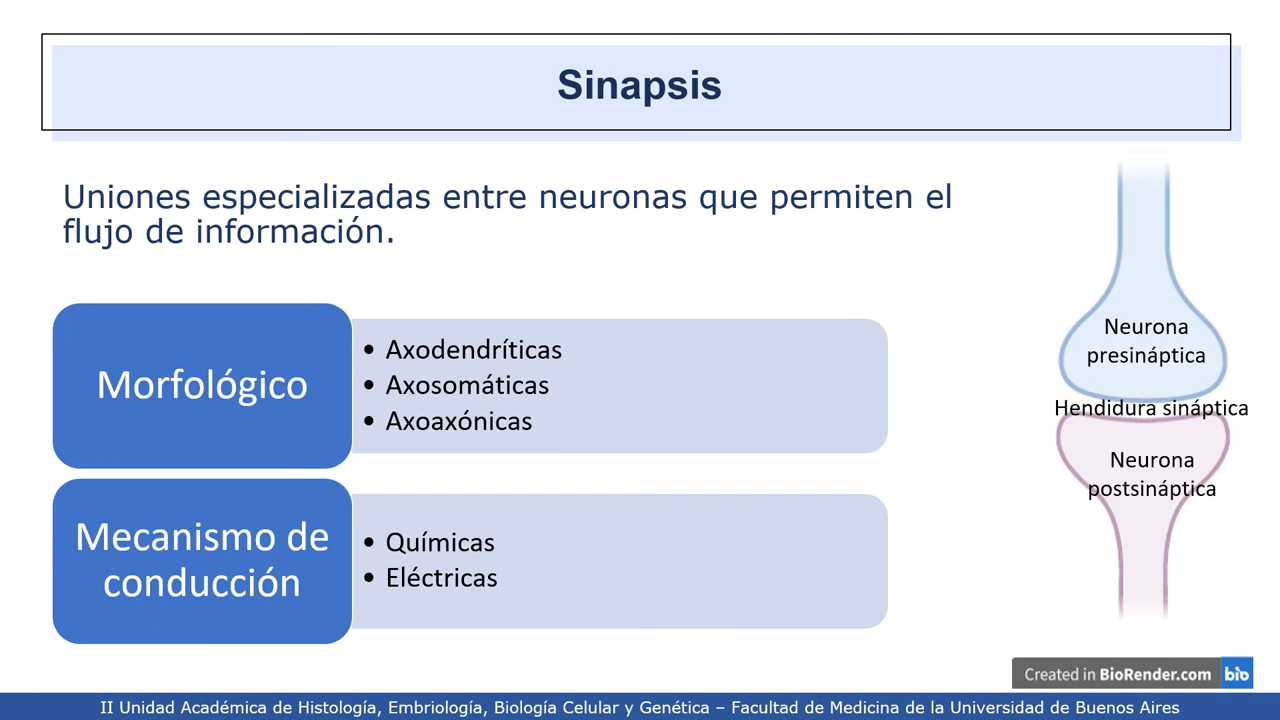 Sinapsis
Uniones especializadas entre neuronas que permiten el
flujo de información.
Morfológico
• Axodendríticas
• Axosomáticas
• Axoaxónicas
Mecanismo de
conducción
• Químicas
• Eléctricas
Neurona
presináptica
Hendidura sináptica
Neurona
postsináptica
Created in BioRender.com bio
II Unidad Académica de Histología, Embriología, Biología Celular y Genética – Facultad de Medicina de la Universidad de Buenos Aires